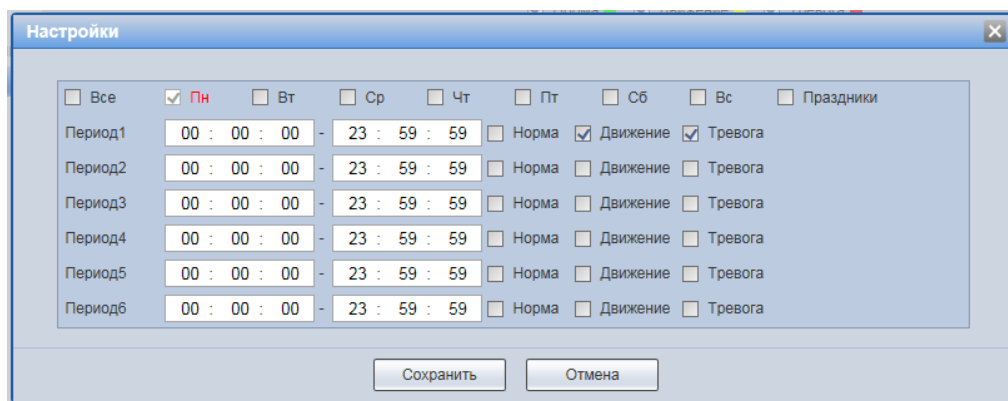 Настройки
Все Пн Вт Ср Чт Пт Сб Вс Праздники
Период1 00 : 00 : 00 - 23 : 59 : 59 Норма Движение Тревога
Период2 00 : 00 : 00 - 23 : 59 : 59 Норма Движение Тревога
Период3 00 : 00 : 00 - 23 : 59 : 59 Норма Движение Тревога
Период4 00 : 00 : 00 - 23 : 59 : 59 Норма Движение Тревога
Период5 00 : 00 : 00 - 23 : 59 : 59 Норма Движение Тревога
Период6 00 : 00 : 00 - 23 : 59 : 59 Норма Движение Тревога
Сохранить Отмена